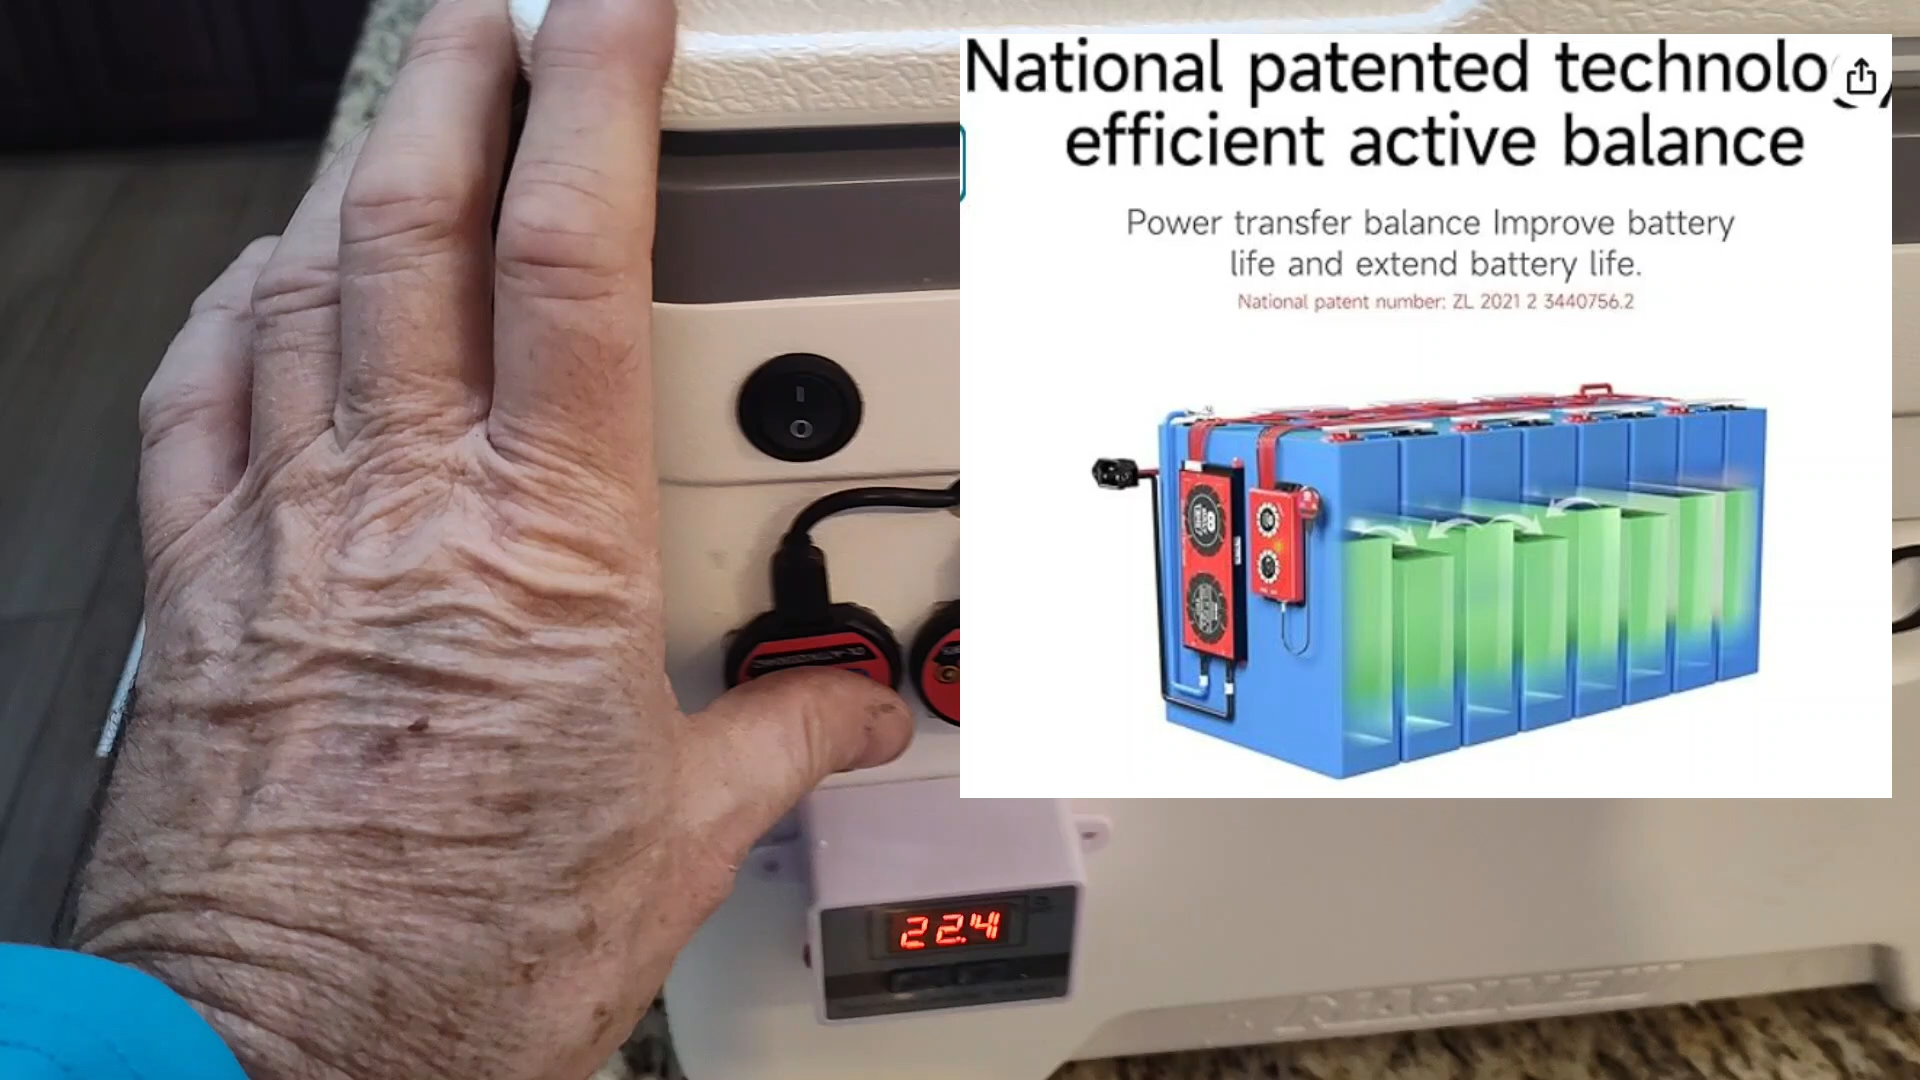 National patented technolo
efficient active balance
Power transfer balance Improve battery
life and extend battery life.
National patent number: ZL 2021 2 3440756.2
22.4